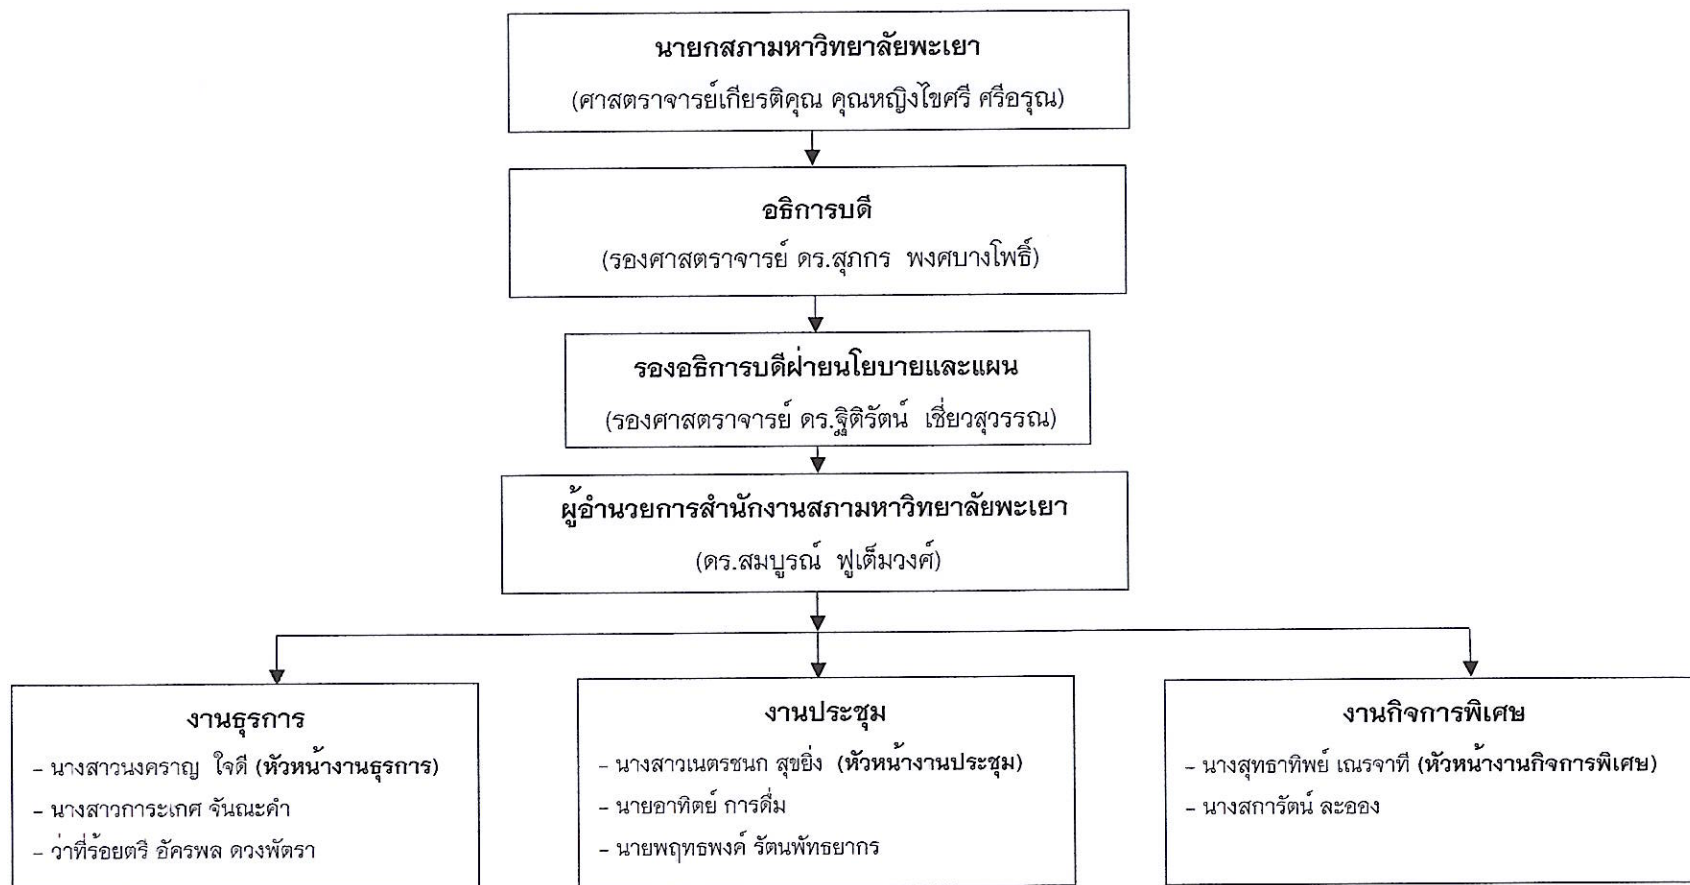 นายกสภามหาวิทยาลัยพะเยา
(ศาสตราจารย์เกียรติคุณ คุณหญิงไขศรี ศรีอรุณ)
อธิการบดี
(รองศาสตราจารย์ ดร.สุภกร พงศบางโพธิ์)
รองอธิการบดีฝ่ายนโยบายและแผน
(รองศาสตราจารย์ ดร.ฐิติรัตน์ เชี่ยวสุวรรณ)
ผู้อำนวยการสำนักงานสภามหาวิทยาลัยพะเยา
(ดร.สมบูรณ์ ฟูเต็มวงศ์)
งานธุรการ
– นางสาวนงคราญ ใจดี (หัวหน้างานธุรการ)
– นางสาวการะเกศ จันณะคำ
– ว่าที่ร้อยตรี อัครพล ดวงพัตรา
งานประชุม
– นางสาวเนตรชนก สุขยิ่ง (หัวหน้างานประชุม)
– นายอาทิตย์ การดื่ม
– นายพฤทธพงค์ รัตนพัทธยากร
งานกิจการพิเศษ
– นางสุทธาทิพย์ เณรจาที (หัวหน้างานกิจการพิเศษ)
– นางสการัตน์ ละออง